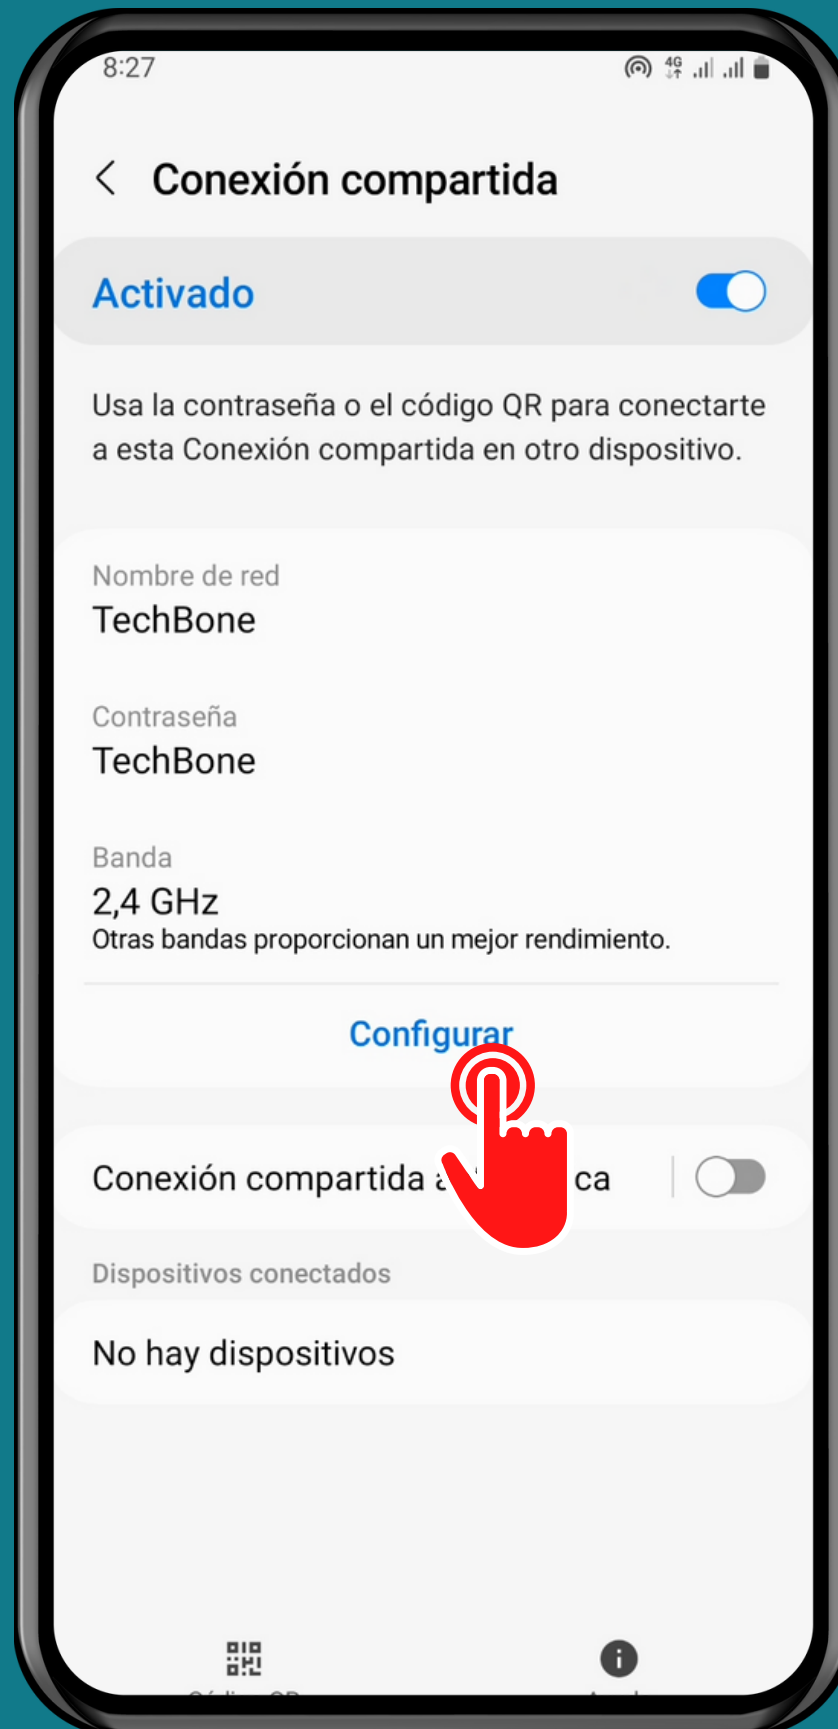 8:27
4G
Conexión compartida
Activado
Usa la contraseña o el código QR para conectarte
a esta Conexión compartida en otro dispositivo.
Nombre de red
TechBone
Contraseña
TechBone
Banda
2,4 GHz
Otras bandas proporcionan un mejor rendimiento.
Configurar
Conexión compartida
Dispositivos conectados
No hay dispositivos